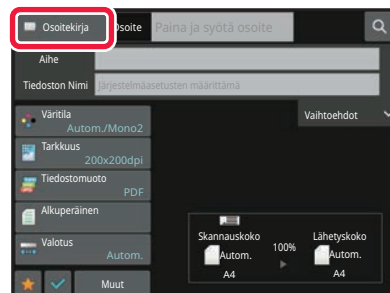 Osoitekirja
Osoite
Paina ja syötä osoite
Aihe
Tiedoston Nimi
Järjestelmäasetusten määrittämä
Väritila
Autom./Mono2
Vaihtoehdot
Tarkkuus
200x200dpi
Tiedostomuoto
PDF
Alkuperäinen
Valotus
Autom.
Skannauskoko
Autom.
A4
100%
Lähetyskoko
Autom.
A4
Muut